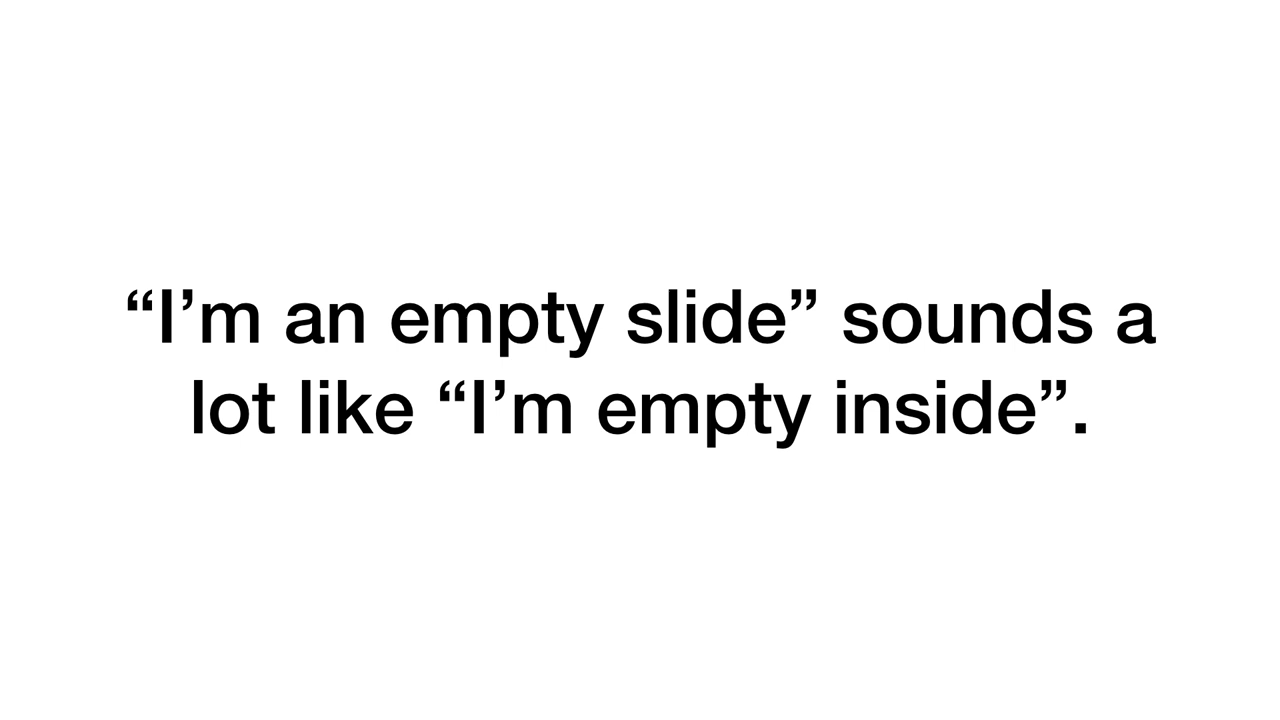 “I’m an empty slide” sounds a
lot like “I’m empty inside”.